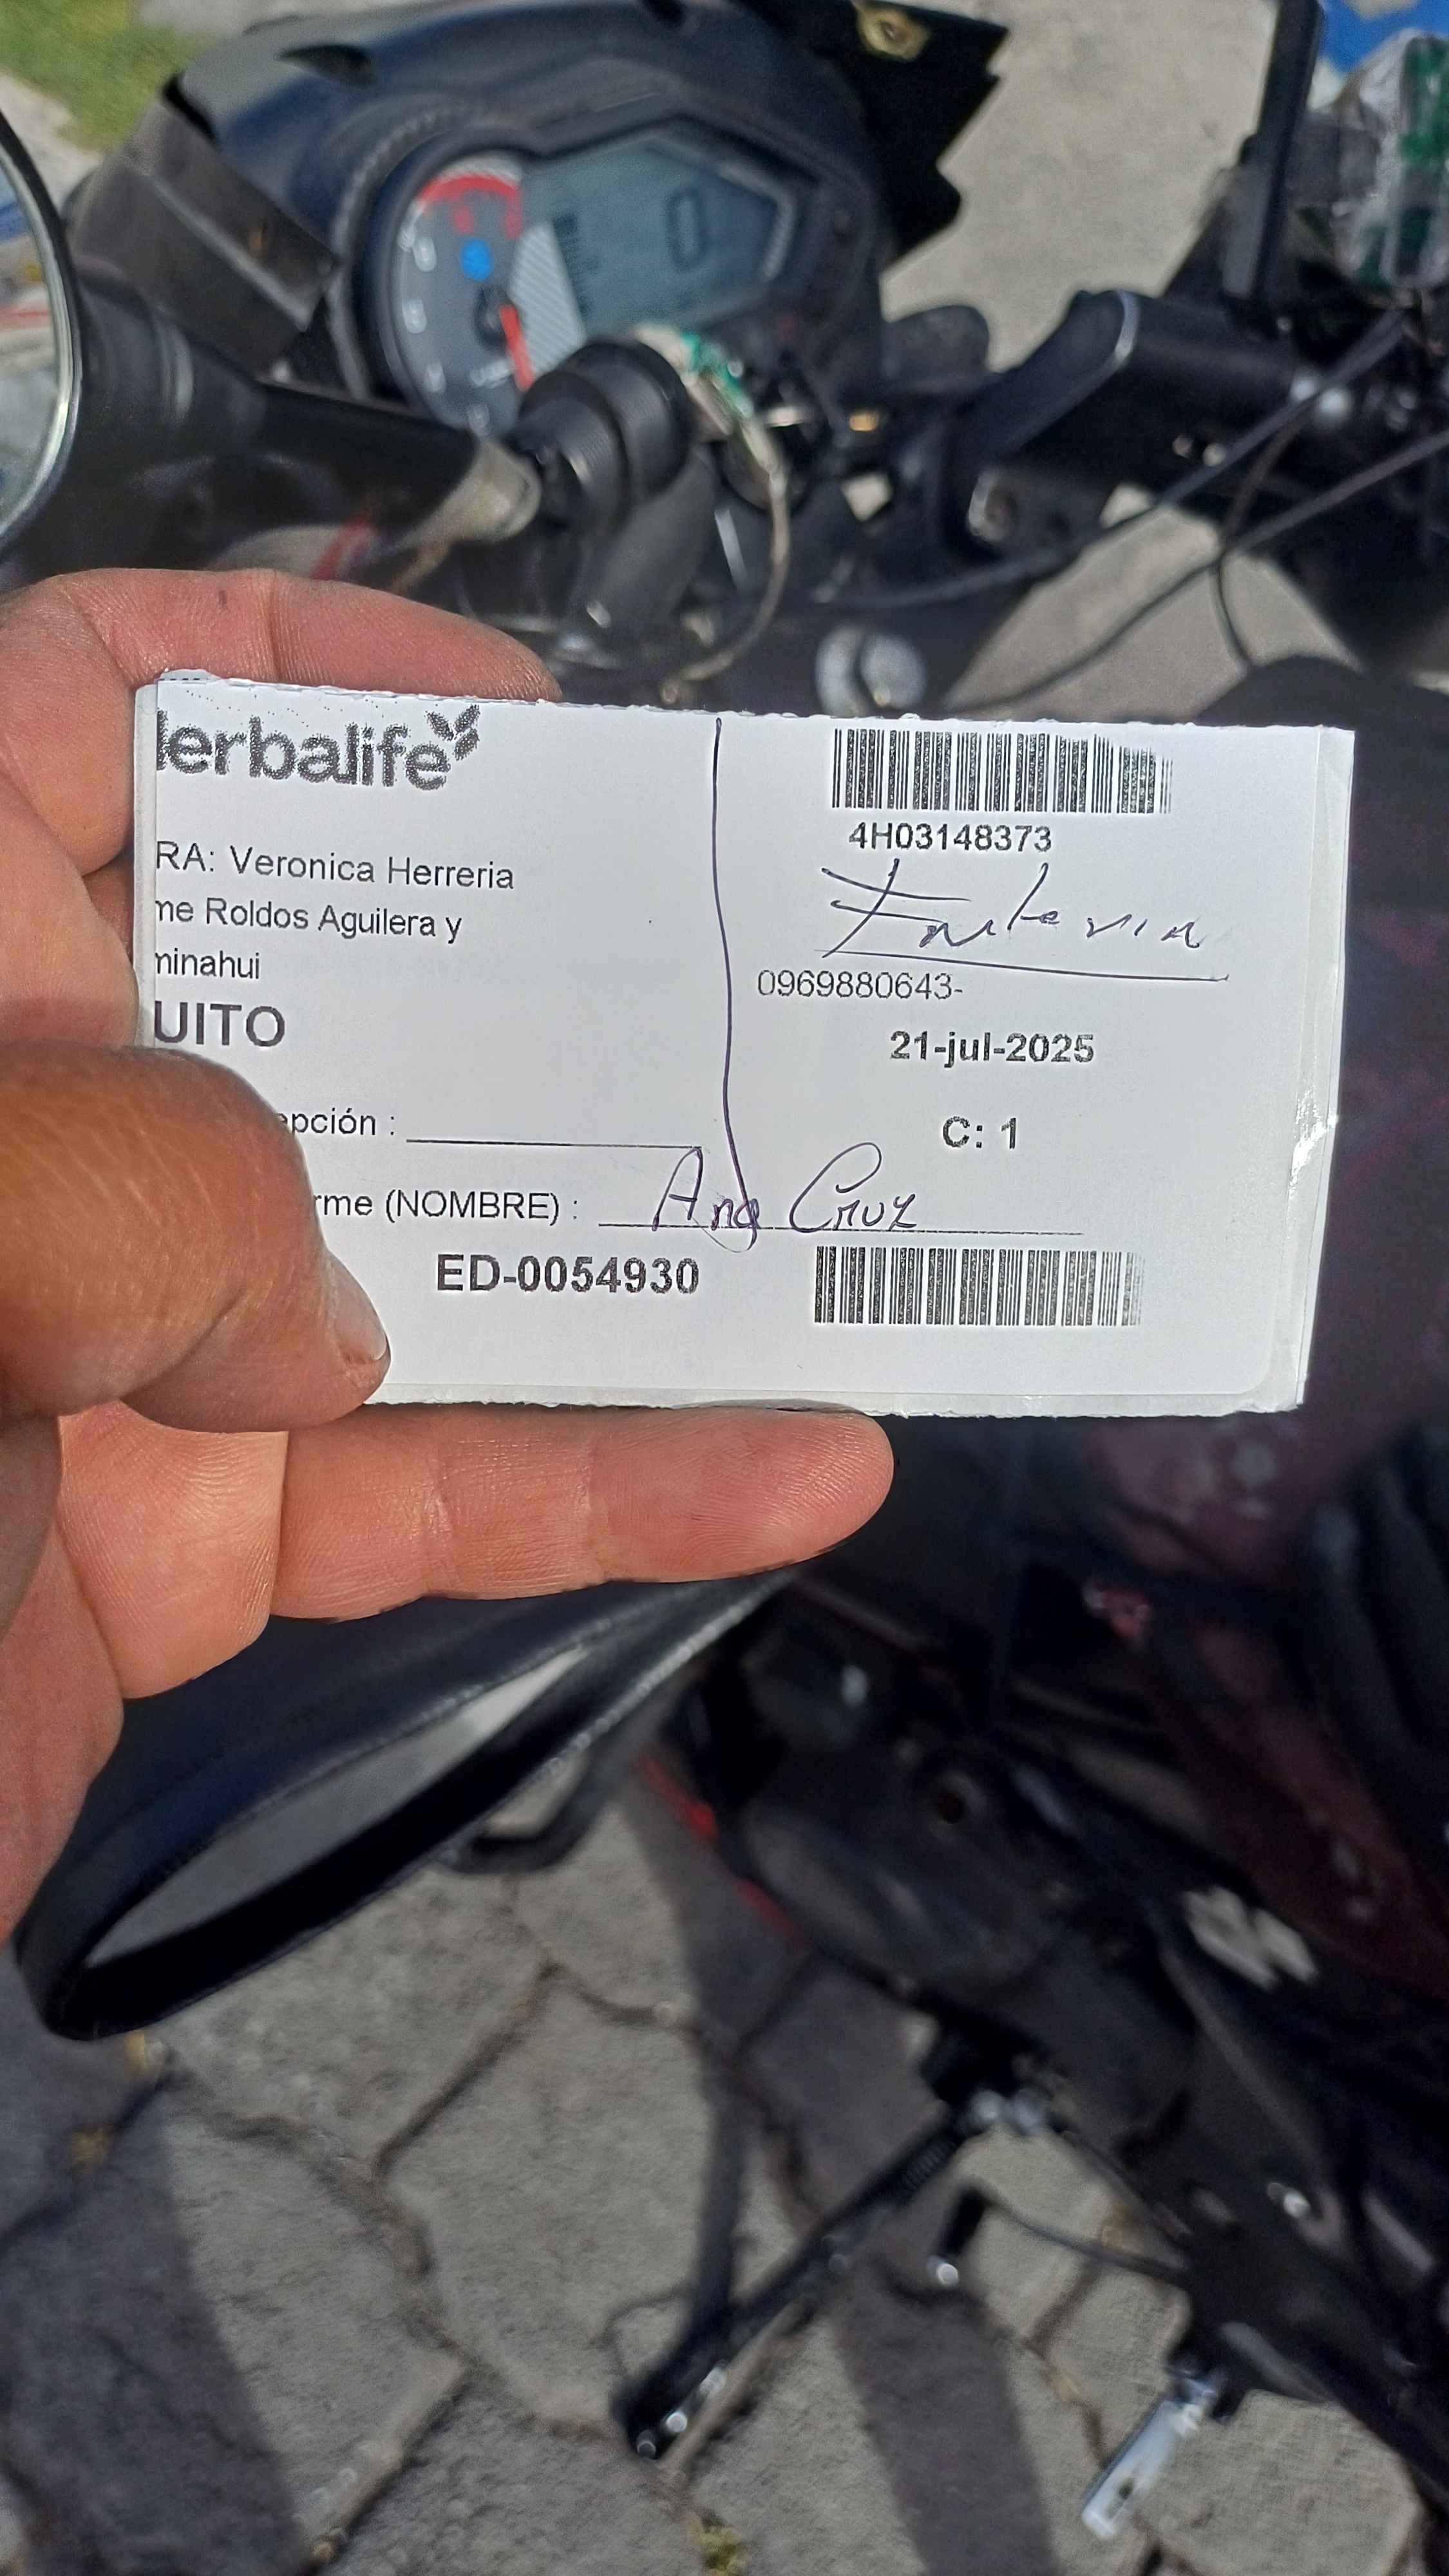 lerbalife
RA: Veronica Herreria
me Roldos Aguilera y
minahui
UITO
epción :
rme (NOMBRE) : Ana Cruz
ED-0054930
4H03148373
0969880643-
21-jul-2025
C: 1